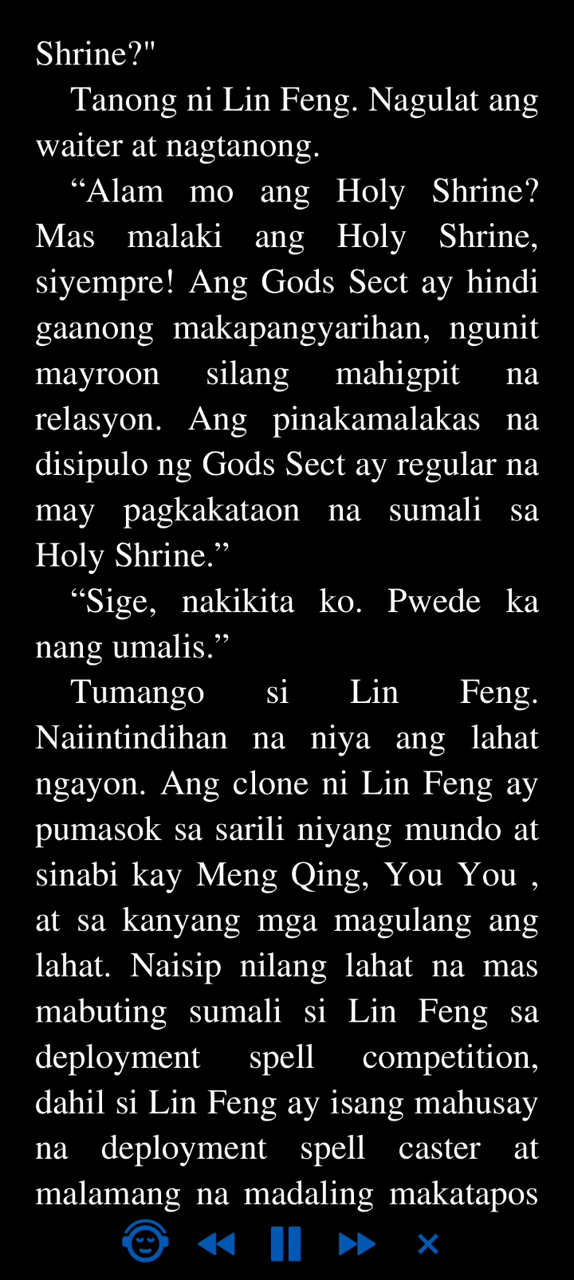 Shrine?"
Tanong ni Lin Feng. Nagulat ang
waiter at nagtanong.
“Alam mo ang Holy Shrine?
Mas malaki ang Holy Shrine,
siyempre! Ang Gods Sect ay hindi
gaanong makapangyarihan, ngunit
mayroon silang mahigpit na
relasyon. Ang pinakamalakas na
disipulo ng Gods Sect ay regular na
may pagkakataon na sumali sa
Holy Shrine.”
“Sige, nakikita ko. Pwede ka
nang umalis.”
Tumango si Lin Feng.
Naiintindihan na niya ang lahat
ngayon. Ang clone ni Lin Feng ay
pumasok sa sarili niyang mundo at
sinabi kay Meng Qing, You You ,
at sa kanyang mga magulang ang
lahat. Naisip nilang lahat na mas
mabuting sumali si Lin Feng sa
deployment spell competition,
dahil si Lin Feng ay isang mahusay
na deployment spell caster at
malamang na madaling makatapos